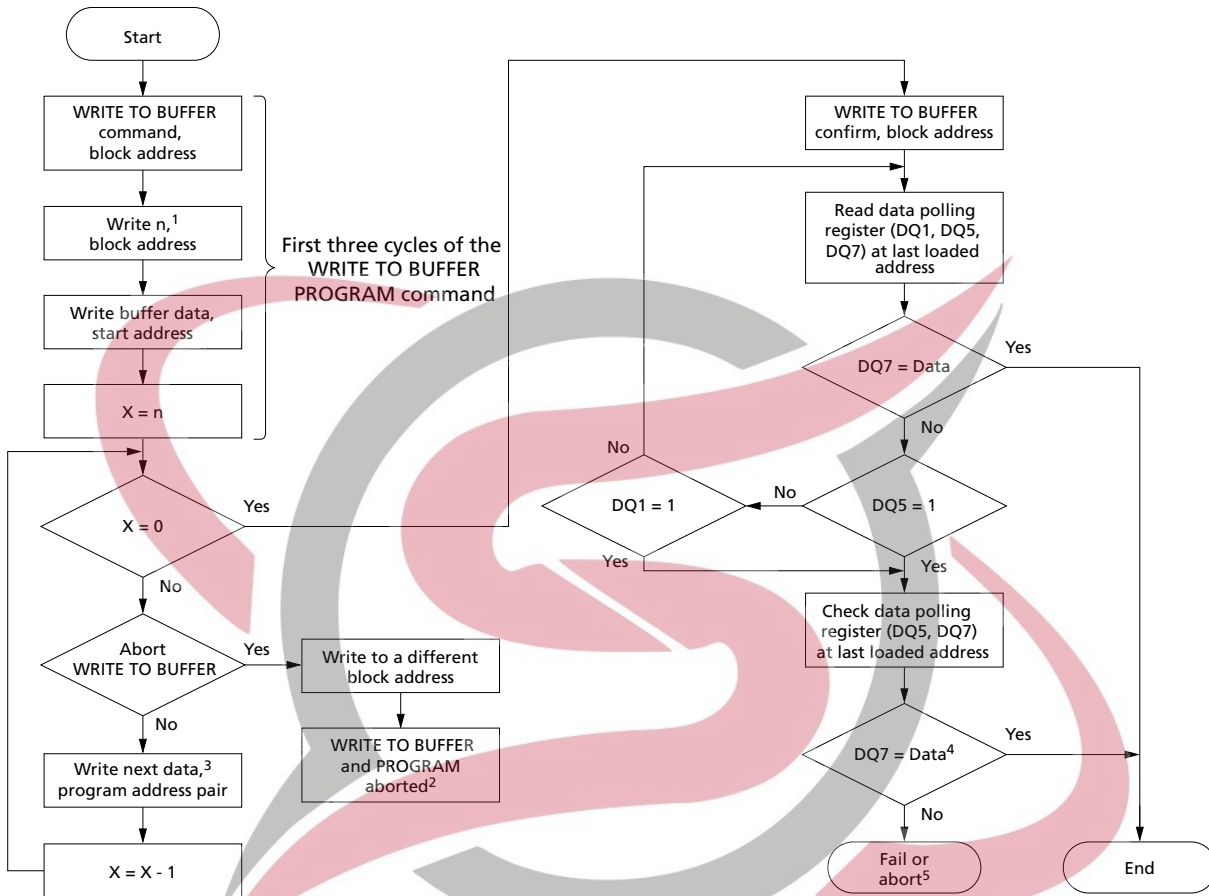 Start
WRITE TO BUFFER
command,
block address
Write n,¹
block address
Write buffer data,
start address
X = n
First three cycles of the
WRITE TO BUFFER
PROGRAM command
X = 0
Yes
No
Abort
WRITE TO BUFFER
Yes
No
Write to a different
block address
WRITE TO BUFFER
and PROGRAM
aborted²
Write next data,³
program address pair
X = X - 1
WRITE TO BUFFER
confirm, block address
Read data polling
register (DQ1, DQ5,
DQ7) at last loaded
address
DQ7 = Data
Yes
No
DQ5 = 1
No
Yes
DQ1 = 1
No
Yes
Check data polling
register (DQ5, DQ7)
at last loaded address
DQ7 = Data⁴
Yes
No
Fail or
abort⁵
End